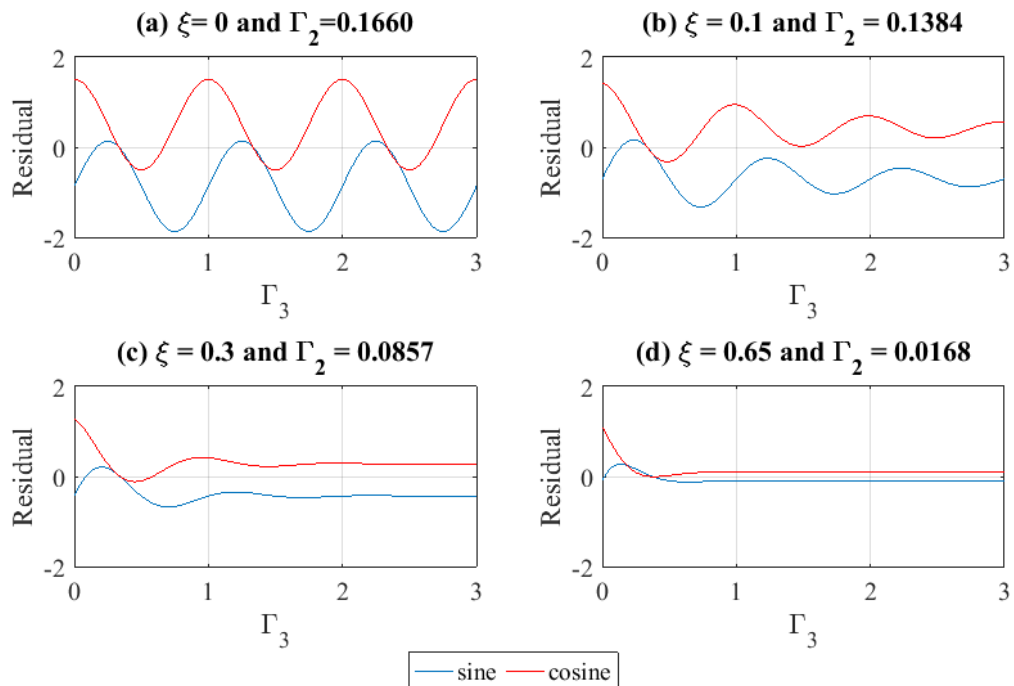 (a) ξ= 0 and Γ2=0.1660
2
0
-2
Residual
0 1 2 3
Γ3
(b) ξ = 0.1 and Γ2 = 0.1384
2
0
-2
Residual
0 1 2 3
Γ3
(c) ξ = 0.3 and Γ2 = 0.0857
2
0
-2
Residual
0 1 2 3
Γ3
(d) ξ = 0.65 and Γ2 = 0.0168
2
0
-2
Residual
0 1 2 3
Γ3
sine cosine